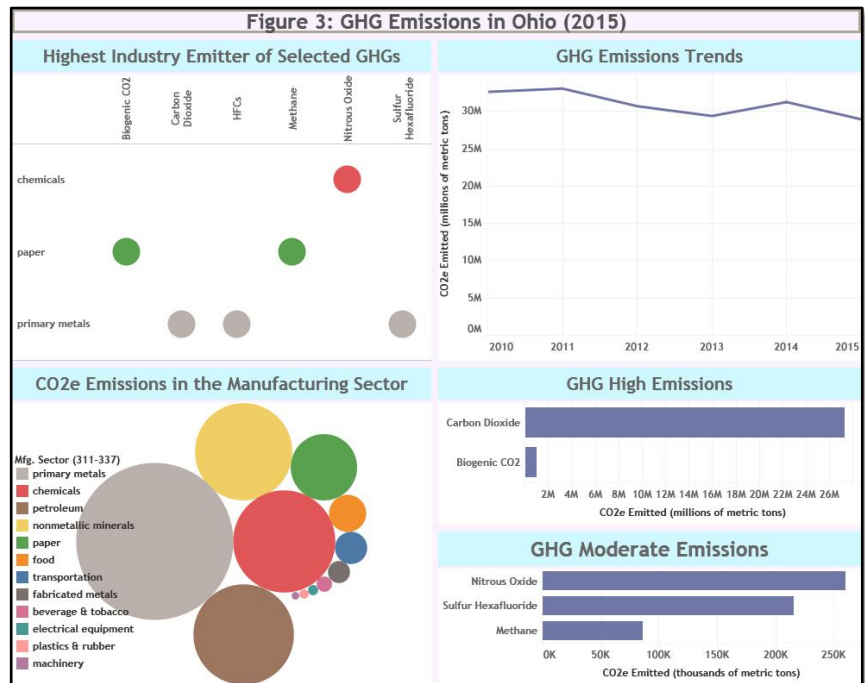 Figure 3: GHG Emissions in Ohio (2015)
Highest Industry Emitter of Selected GHGs
Biogenic CO2
Carbon
Dioxide
HFCs
Methane
Nitrous Oxide
Sulfur
Hexafluoride
chemicals
paper
primary metals
GHG Emissions Trends
CO2e Emitted (millions of metric tons)
30M
25M
20M
15M
10M
5M
0M
2010 2011 2012 2013 2014 2015
CO2e Emissions in the Manufacturing Sector
Mfg. Sector (311-337)
primary metals
chemicals
petroleum
nonmetallic minerals
paper
food
transportation
fabricated metals
beverage & tobacco
electrical equipment
plastics & rubber
machinery
GHG High Emissions
Carbon Dioxide
Biogenic CO2
2M 4M 6M 8M 10M 12M 14M 16M 18M 20M 22M 24M 26M
CO2e Emitted (millions of metric tons)
GHG Moderate Emissions
Nitrous Oxide
Sulfur Hexafluoride
Methane
0K 50K 100K 150K 200K 250K
CO2e Emitted (thousands of metric tons)